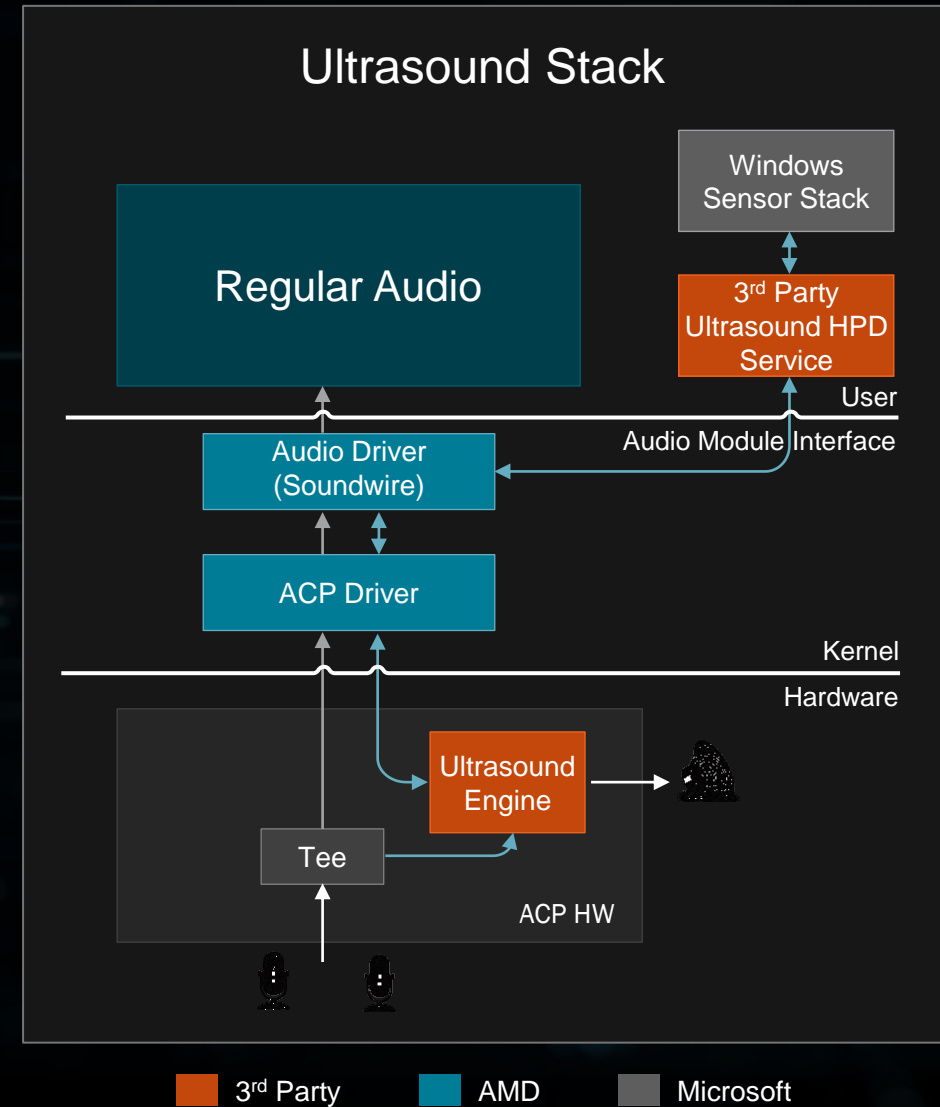 Ultrasound Stack
Windows
Sensor Stack
Regular Audio
3rd Party
Ultrasound HPD
Service
User
Audio Module Interface
Audio Driver
(Soundwire)
ACP Driver
Kernel
Hardware
Ultrasound
Engine
Tee
ACP HW
3rd Party
AMD
Microsoft